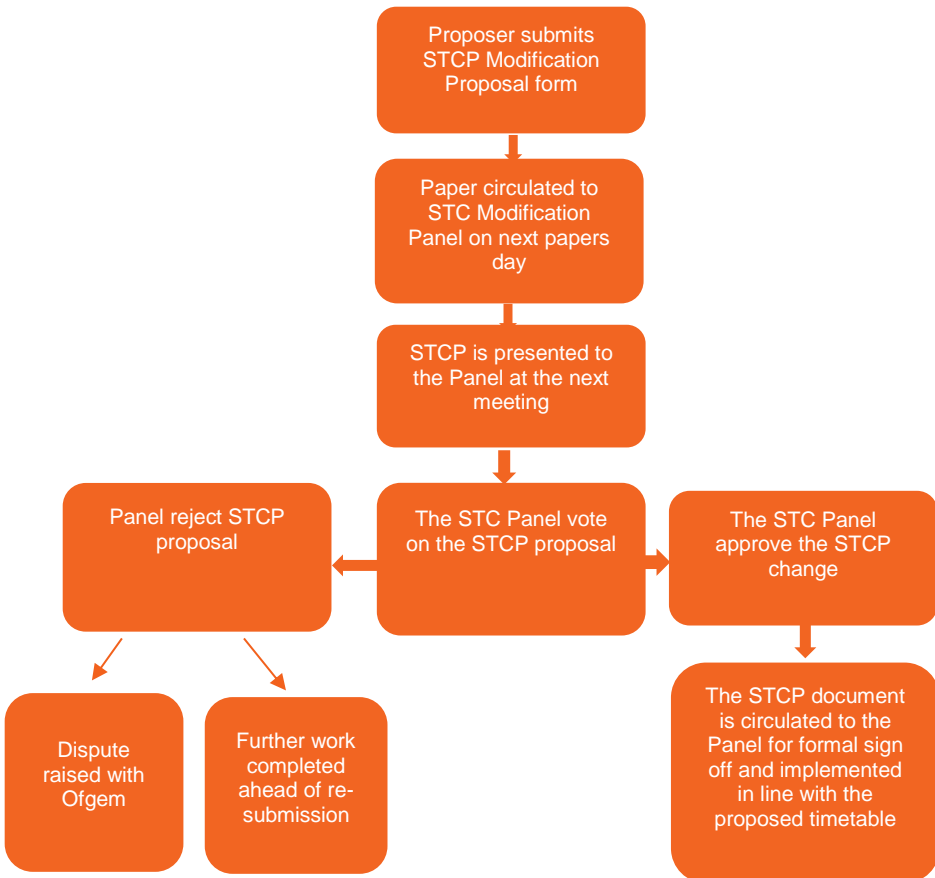 Proposer submits
STCP Modification
Proposal form
Paper circulated to
STC Modification
Panel on next papers
day
STCP is presented to
the Panel at the next
meeting
Panel reject STCP
proposal
The STC Panel vote
on the STCP proposal
The STC Panel
approve the STCP
change
Dispute
raised with
Ofgem
Further work
completed
ahead of re-
submission
The STCP document
is circulated to the
Panel for formal sign
off and implemented
in line with the
proposed timetable